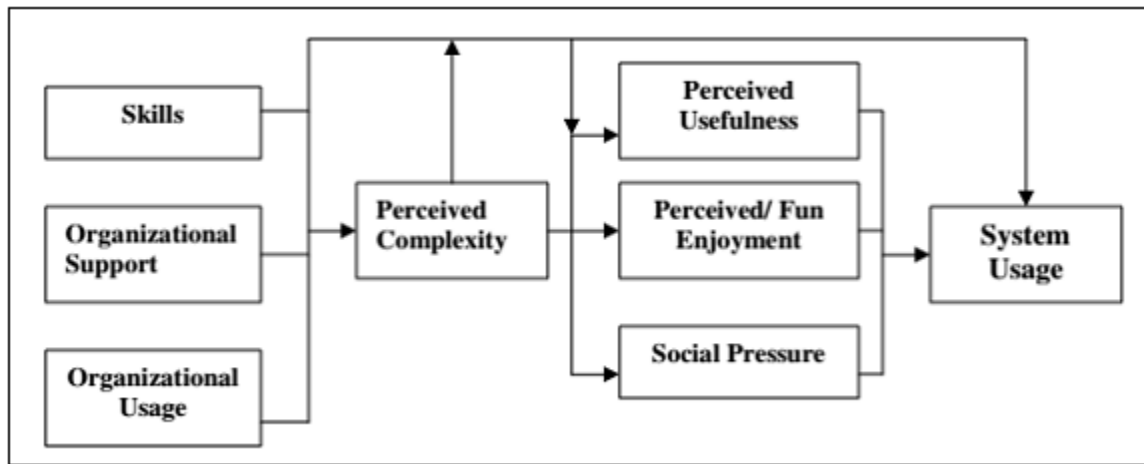 Skills
Organizational
Support
Organizational
Usage
Perceived
Complexity
Perceived
Usefulness
Perceived/ Fun
Enjoyment
Social Pressure
System
Usage